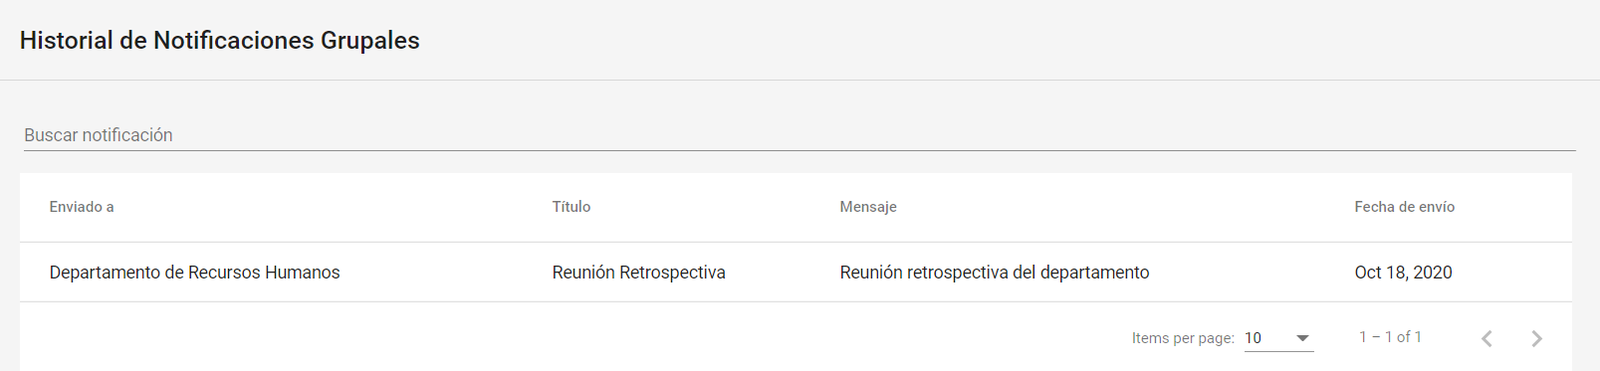 Historial de Notificaciones Grupales
Buscar notificación
Enviado a Título Mensaje Fecha de envío
Departamento de Recursos Humanos Reunión Retrospectiva Reunión retrospectiva del departamento Oct 18, 2020
Items per page: 10 1 – 1 of 1